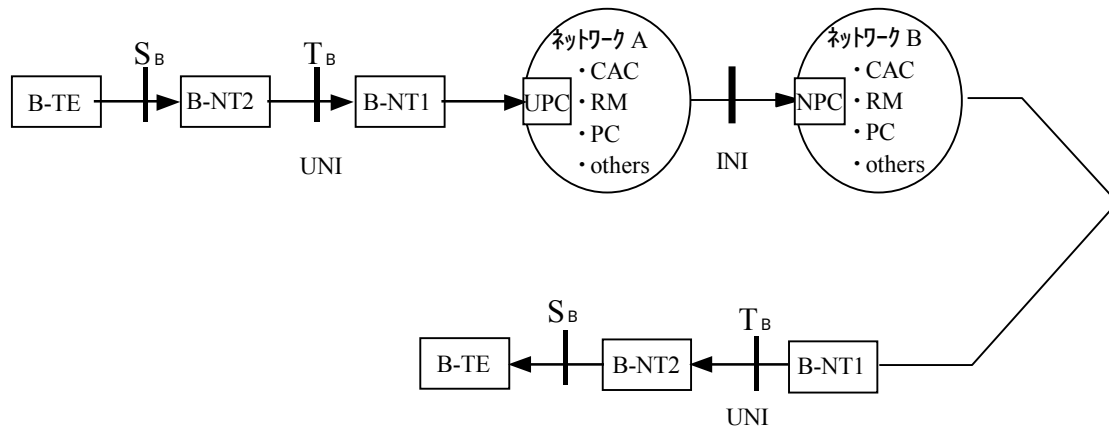 ネットワーク A
ネットワーク B
SB
TB
・CAC
・CAC
B-TE
B-NT2
B-NT1
UPC
・RM
NPC
・RM
・PC
・PC
UNI
・others
INI
・others
SB
TB
B-TE
B-NT2
B-NT1
UNI